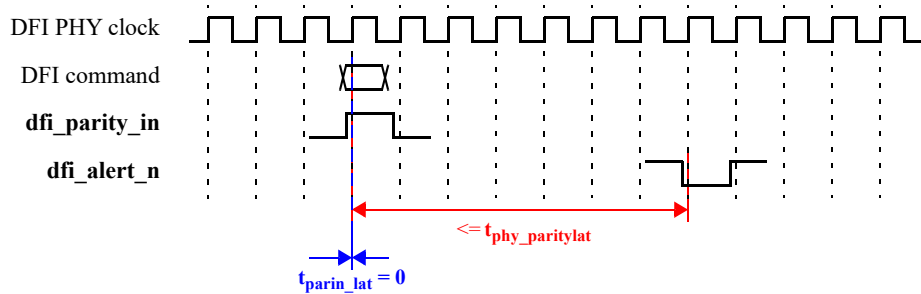 DFI PHY clock
DFI command
dfi_parity_in
dfi_alert_n
<= tphy_paritylat
tparin_lat = 0